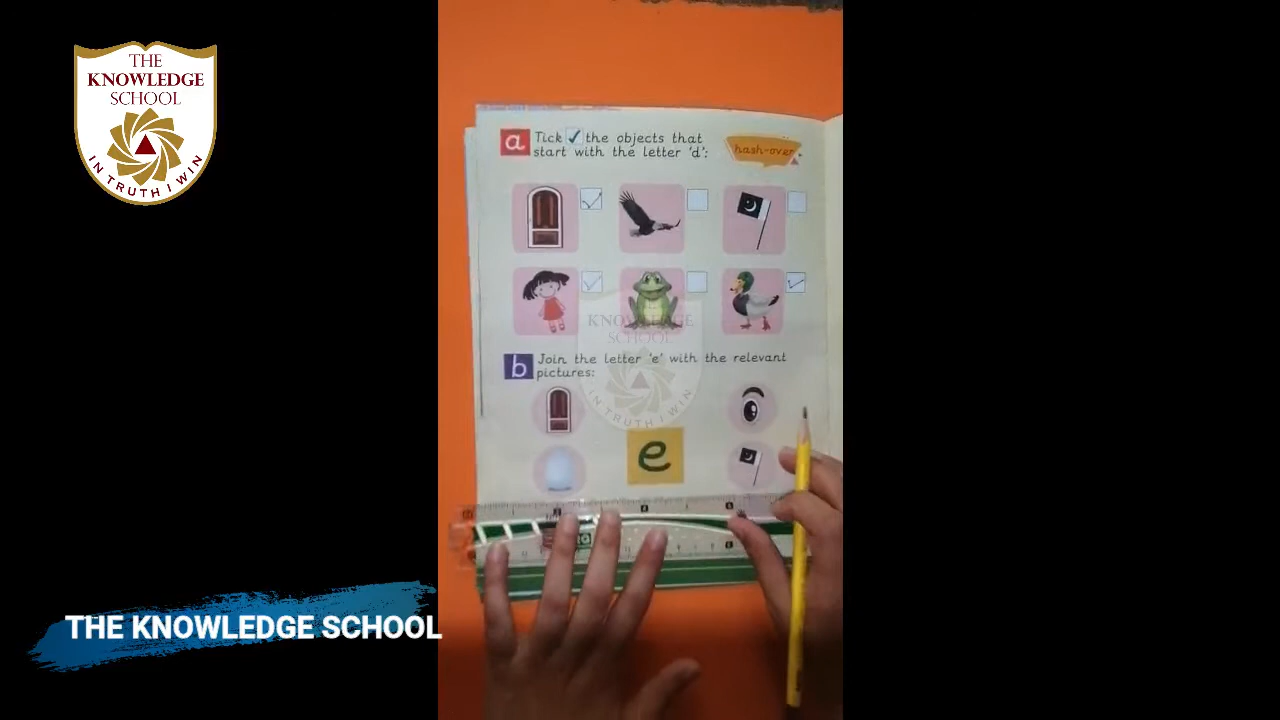 THE
KNOWLEDGE
SCHOOL
IN TRUTH I WIN
a Tick the objects that
start with the letter 'd':
hash-over
KNOWLEDGE
SCHOOL
IN TRUTH I WIN
b Join the letter 'e' with the relevant
pictures:
e
THE KNOWLEDGE SCHOOL